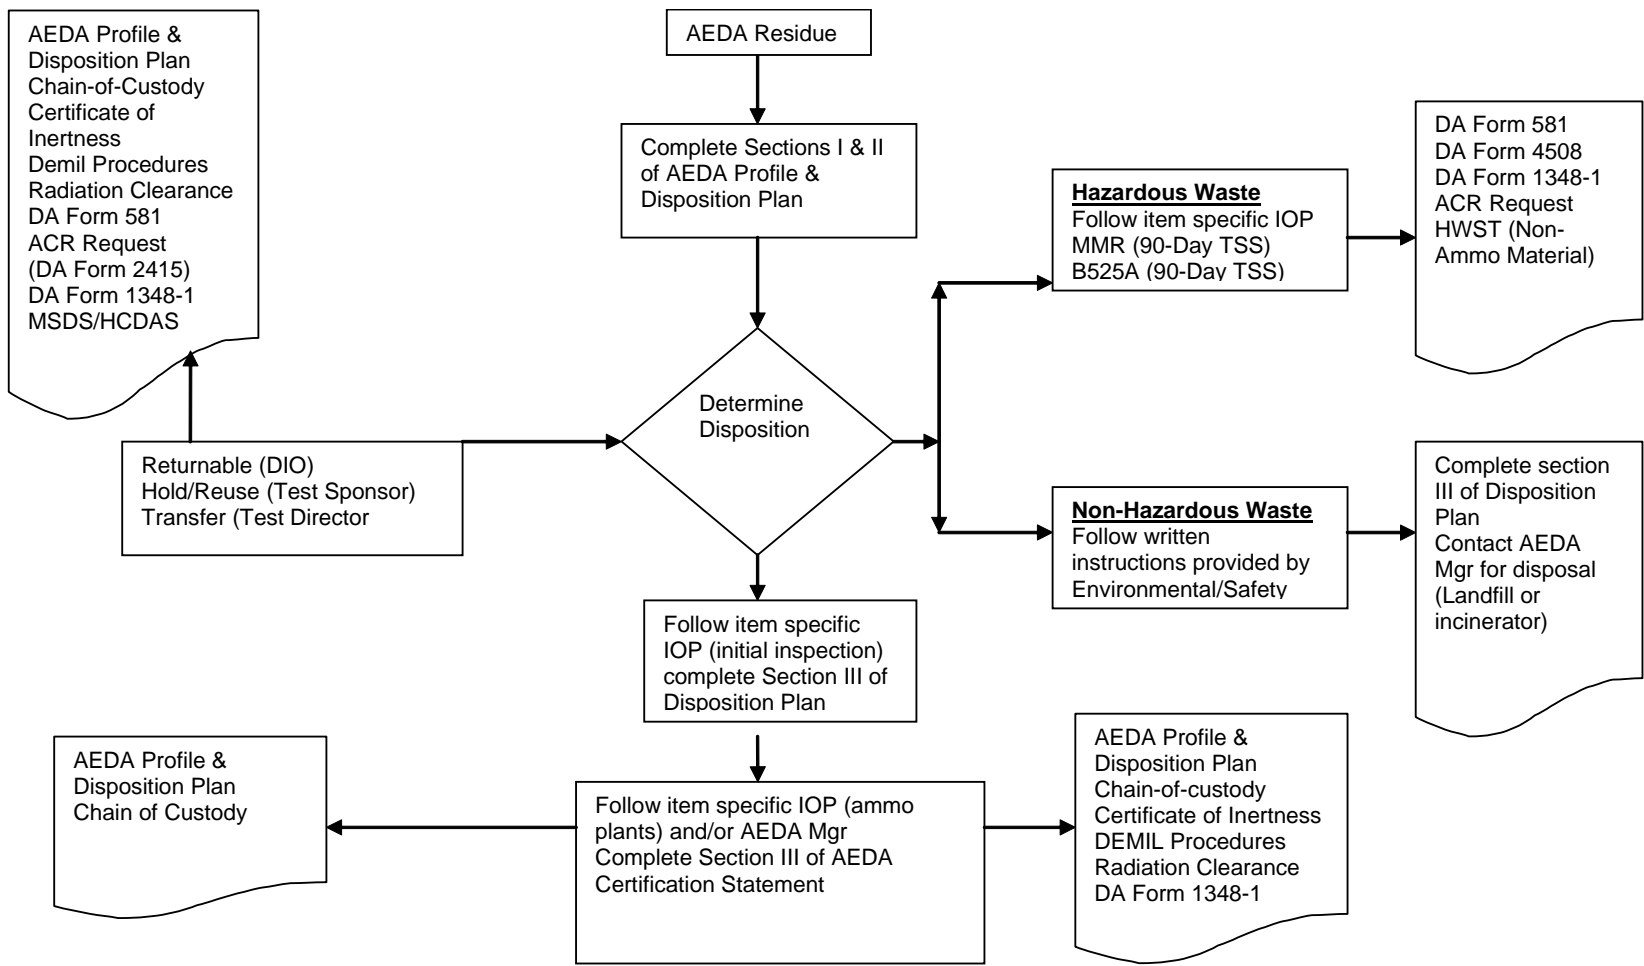 AEDA Profile &
Disposition Plan
Chain-of-Custody
Certificate of
Inertness
Demil Procedures
Radiation Clearance
DA Form 581
ACR Request
(DA Form 2415)
DA Form 1348-1
MSDS/HCDAS
AEDA Residue
Complete Sections I & II
of AEDA Profile &
Disposition Plan
Hazardous Waste
Follow item specific IOP
MMR (90-Day TSS)
B525A (90-Day TSS)
DA Form 581
DA Form 4508
DA Form 1348-1
ACR Request
HWST (Non-
Ammo Material)
Determine
Disposition
Returnable (DIO)
Hold/Reuse (Test Sponsor)
Transfer (Test Director
Non-Hazardous Waste
Follow written
instructions provided by
Environmental/Safety
Complete section
III of Disposition
Plan
Contact AEDA
Mgr for disposal
(Landfill or
incinerator)
Follow item specific
IOP (initial inspection)
complete Section III of
Disposition Plan
AEDA Profile &
Disposition Plan
Chain of Custody
Follow item specific IOP (ammo
plants) and/or AEDA Mgr
Complete Section III of AEDA
Certification Statement
AEDA Profile &
Disposition Plan
Chain-of-custody
Certificate of Inertness
DEMIL Procedures
Radiation Clearance
DA Form 1348-1